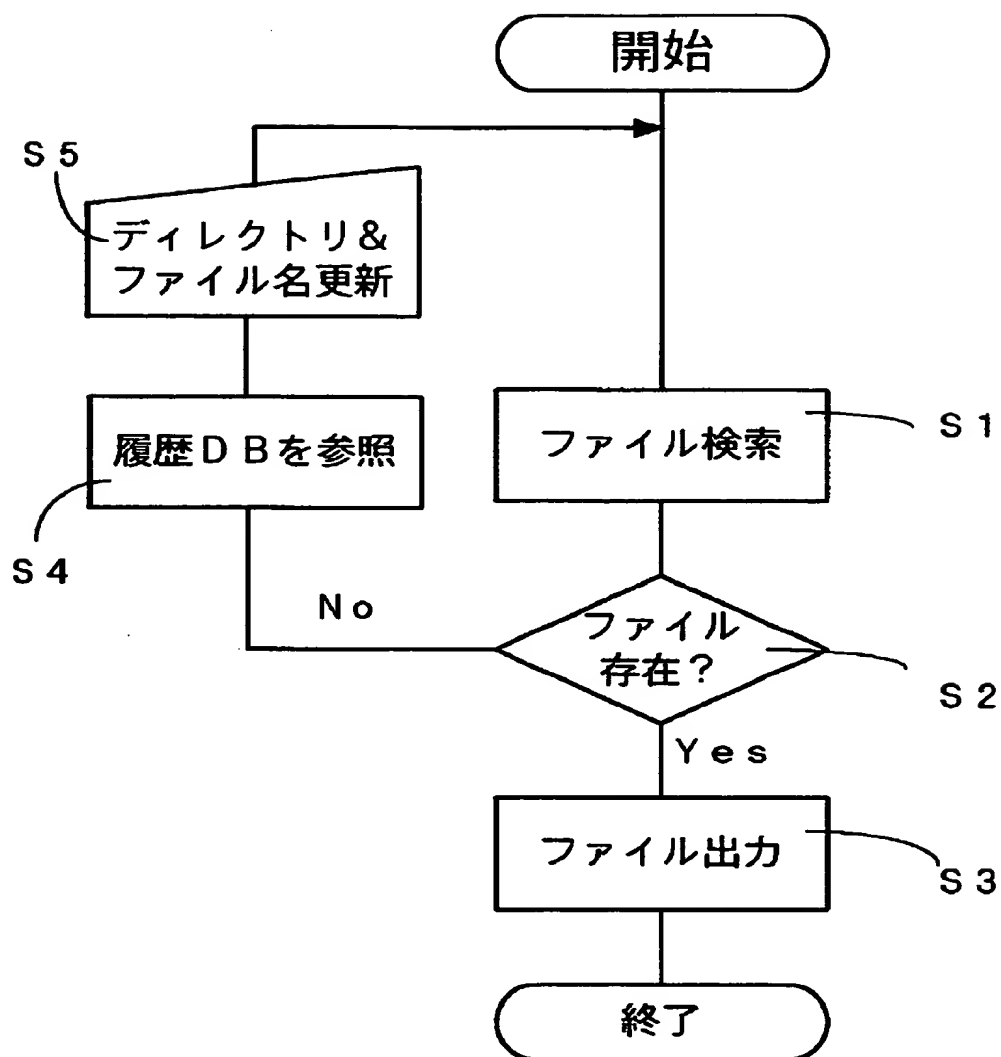 開始
S5
ディレクトリ&
ファイル名更新
履歴DBを参照
S4
ファイル検索
S1
No
ファイル
存在?
S2
Yes
ファイル出力
S3
終了